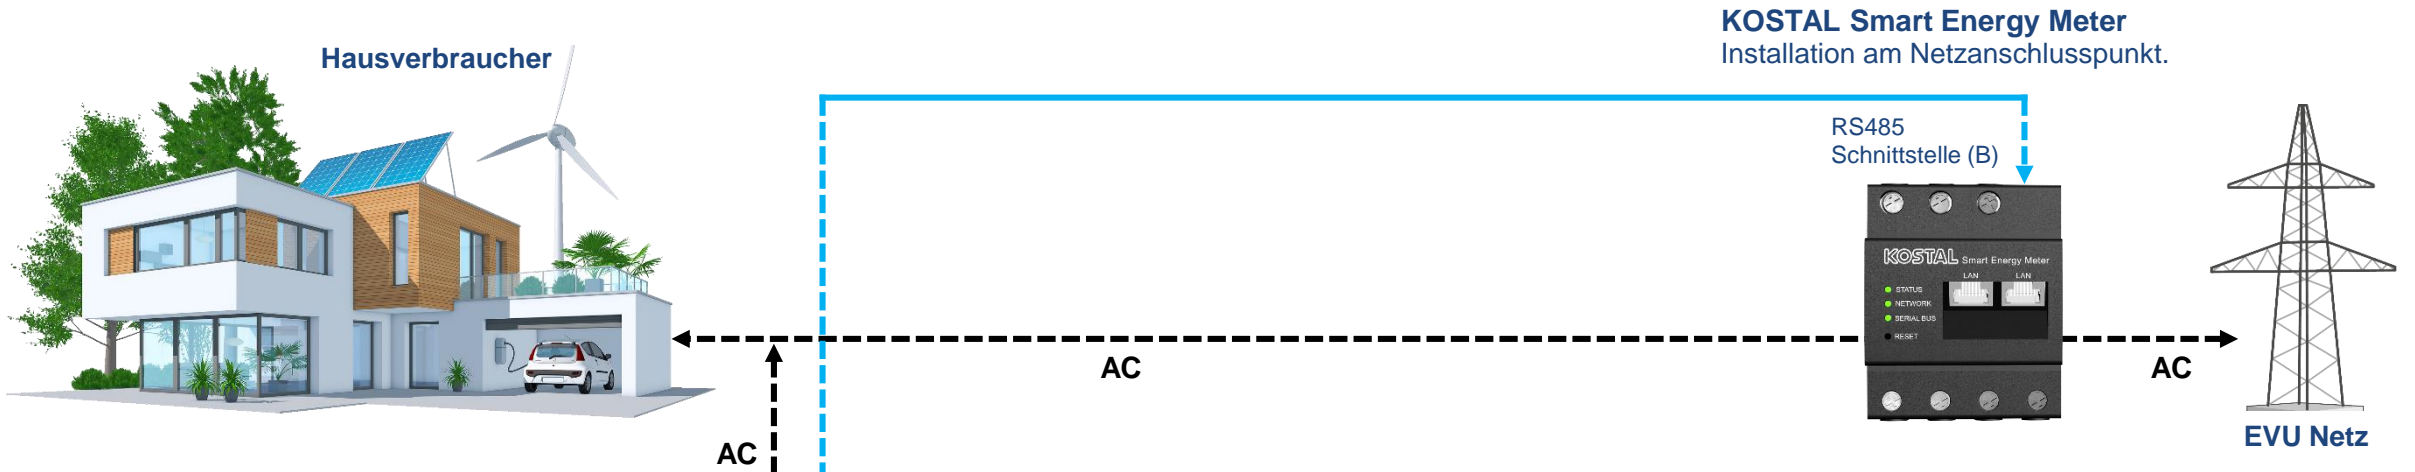 KOSTAL Smart Energy Meter
Installation am Netzanschlusspunkt.
Hausverbraucher
RS485
Schnittstelle (B)
KOSTAL Smart Energy Meter
LAN LAN
STATUS
NETWORK
SERIAL BUS
RESET
AC
AC
AC
EVU Netz